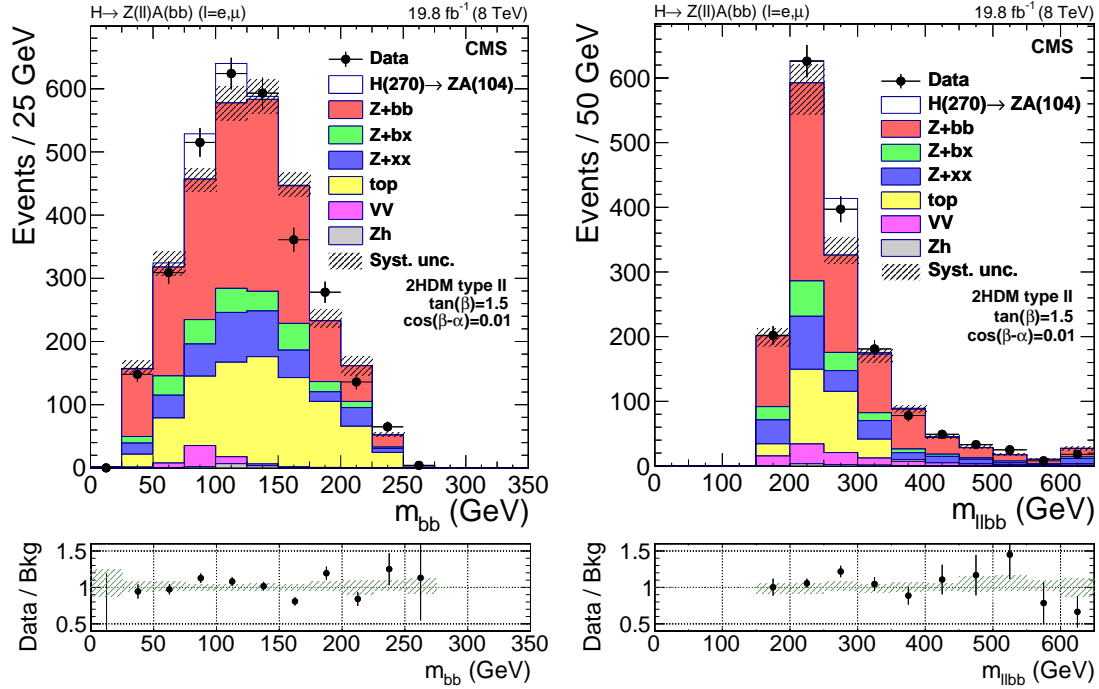 H→ Z(ll)A(bb) (l=e,μ) 19.8 fb⁻¹ (8 TeV)
CMS
Events / 25 GeV
Data
H(270)→ ZA(104)
Z+bb
Z+bx
Z+xx
top
VV
Zh
Syst. unc.
2HDM type II
tan(β)=1.5
cos(β-α)=0.01
600
500
400
300
200
100
0
0 50 100 150 200 250 300 350
m_bb (GeV)
Data / Bkg
1.5
1
0.5
0 50 100 150 200 250 300 350
m_bb (GeV)
H→ Z(ll)A(bb) (l=e,μ) 19.8 fb⁻¹ (8 TeV)
CMS
Events / 50 GeV
Data
H(270)→ ZA(104)
Z+bb
Z+bx
Z+xx
top
VV
Zh
Syst. unc.
2HDM type II
tan(β)=1.5
cos(β-α)=0.01
600
500
400
300
200
100
0
0 100 200 300 400 500 600
m_llbb (GeV)
Data / Bkg
1.5
1
0.5
0 100 200 300 400 500 600
m_llbb (GeV)